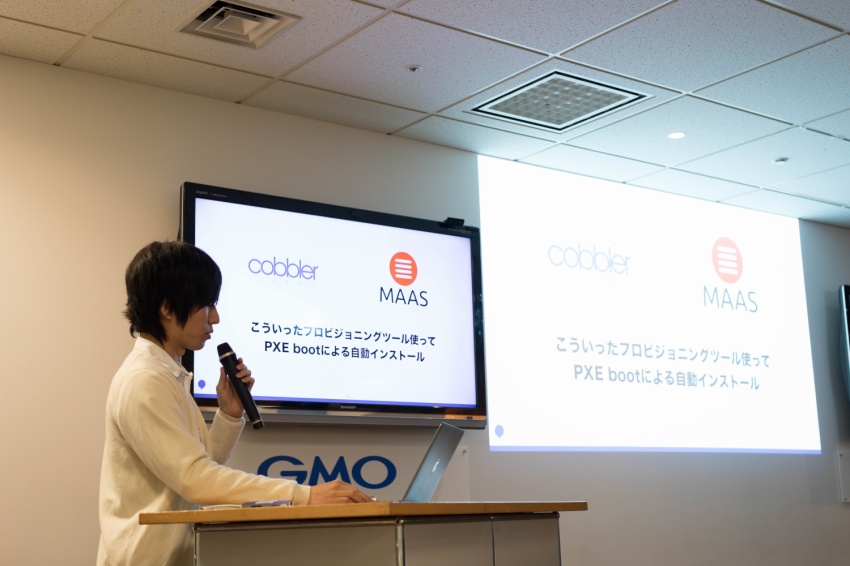 cobbler
MAAS
こういったプロビジョニングツール使って
PXE bootによる自動インストール
SHARP
GMO
cobbler
MAAS
こういったプロビジョニングツール使って
PXE bootによる自動インストール